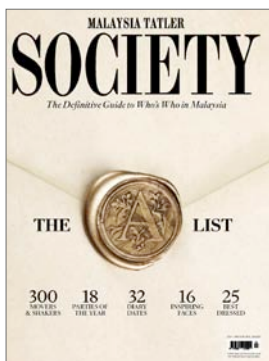 MALAYSIA TATLER
SOCIETY
The Definitive Guide to Who's Who in Malaysia
THE A LIST
300 18 32 16 25
MOVERS PARTIES OF DIARY INSPIRING BEST
& SHAKERS THE YEAR DATES FACES DRESSED